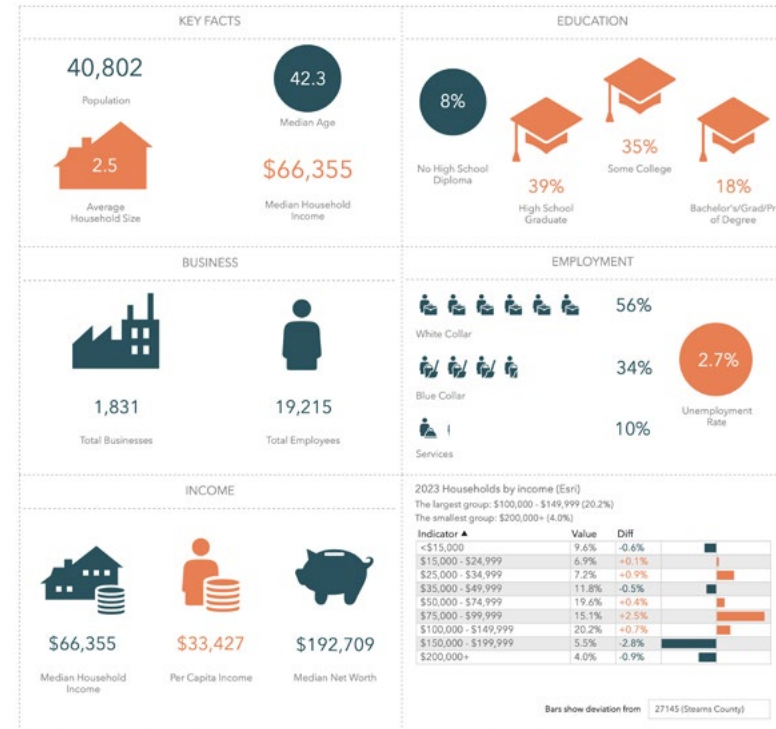 KEY FACTS
40,802
Population
42.3
Median Age
2.5
Average
Household Size
$66,355
Median Household
Income
EDUCATION
8%
No High School
Diploma
39%
High School
Graduate
35%
Some College
18%
Bachelor's/Grad/Pr
of Degree
BUSINESS
1,831
Total Businesses
19,215
Total Employees
EMPLOYMENT
56%
White Collar
34%
Blue Collar
10%
Services
2.7%
Unemployment
Rate
INCOME
$66,355
Median Household
Income
$33,427
Per Capita Income
$192,709
Median Net Worth
2023 Households by income (Esri)
The largest group: $100,000 - $149,999 (20.2%)
The smallest group: $200,000+ (4.0%)
Indicator ▲ Value Diff
<$15,000 9.6% -0.6%
$15,000 - $24,999 6.9% +0.1%
$25,000 - $34,999 7.2% +0.9%
$35,000 - $49,999 11.8% -0.5%
$50,000 - $74,999 19.6% +0.4%
$75,000 - $99,999 15.1% +2.5%
$100,000 - $149,999 20.2% +0.7%
$150,000 - $199,999 5.5% -2.8%
$200,000+ 4.0% -0.9%
Bars show deviation from 27145 (Stearns County)